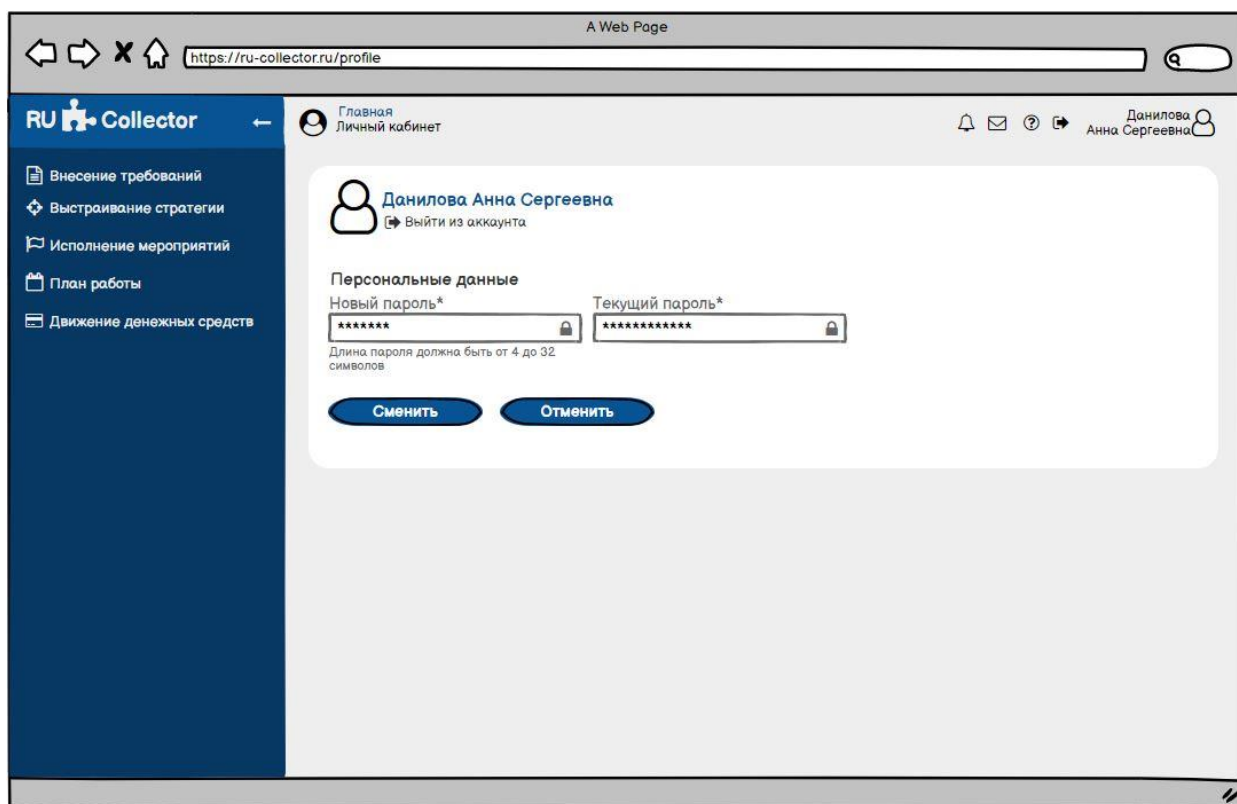 A Web Page
https://ru-collector.ru/profile
RU Collector
Главная
Личный кабинет
Данилова
Анна Сергеевна
Внесение требований
Выстраивание стратегии
Исполнение мероприятий
План работы
Движение денежных средств
Данилова Анна Сергеевна
Выйти из аккаунта
Персональные данные
Новый пароль* Текущий пароль*
******* ************
Длина пароля должна быть от 4 до 32
символов
Сменить Отменить